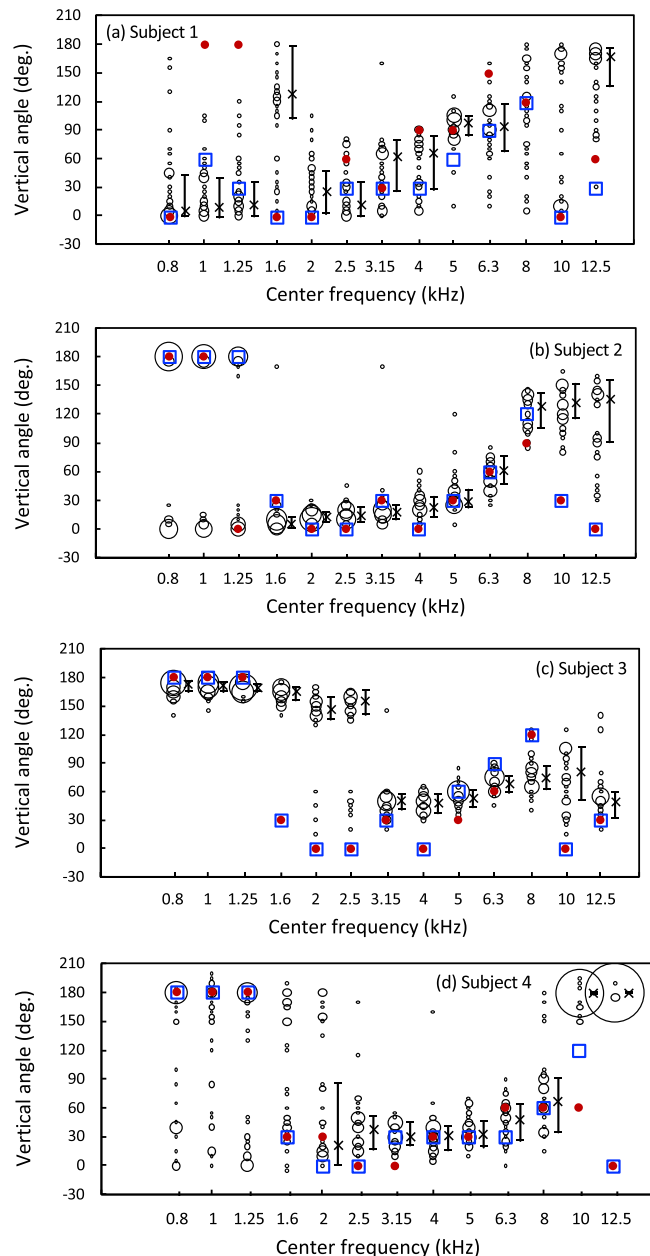 (a) Subject 1
Vertical angle (deg.)
210
180
150
120
90
60
30
0
-30
0.8 1 1.25 1.6 2 2.5 3.15 4 5 6.3 8 10 12.5
Center frequency (kHz)
(b) Subject 2
Vertical angle (deg.)
210
180
150
120
90
60
30
0
-30
0.8 1 1.25 1.6 2 2.5 3.15 4 5 6.3 8 10 12.5
Center frequency (kHz)
(c) Subject 3
Vertical angle (deg.)
210
180
150
120
90
60
30
0
-30
0.8 1 1.25 1.6 2 2.5 3.15 4 5 6.3 8 10 12.5
Center frequency (kHz)
(d) Subject 4
Vertical angle (deg.)
210
180
150
120
90
60
30
0
-30
0.8 1 1.25 1.6 2 2.5 3.15 4 5 6.3 8 10 12.5
Center frequency (kHz)